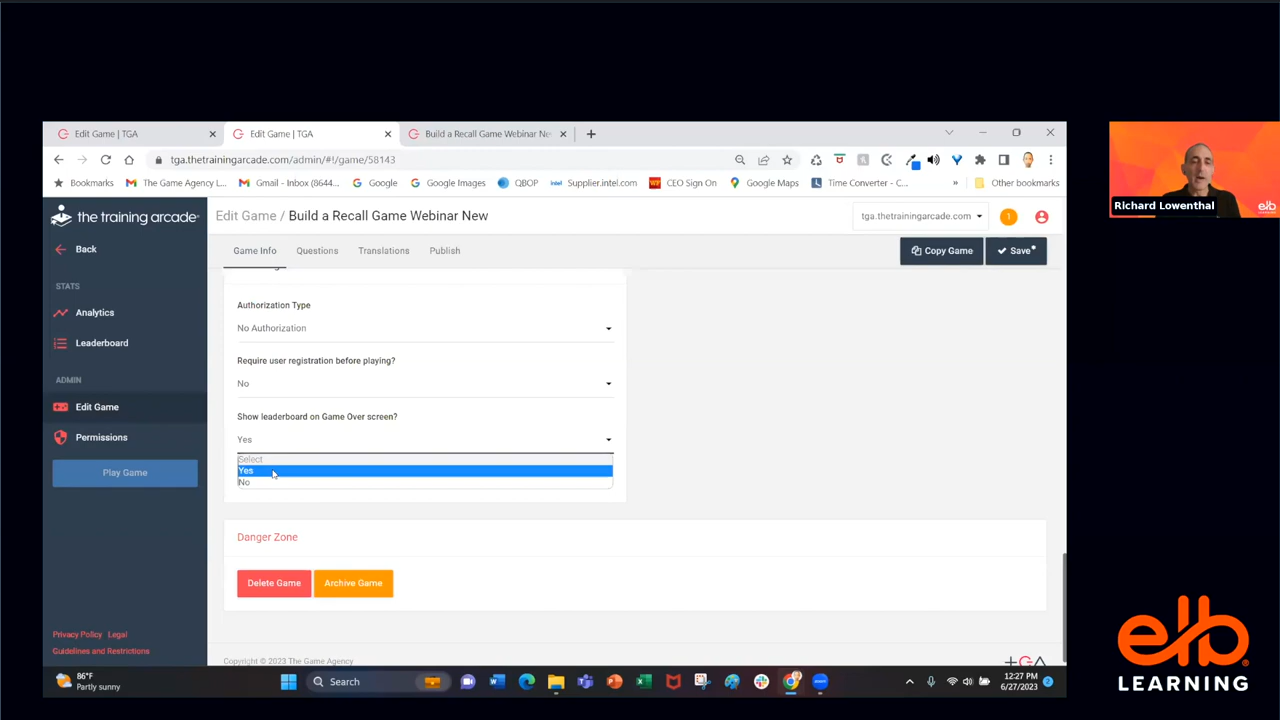 Edit Game | TGA
Edit Game | TGA
Build a Recall Game Webinar Ne
tga.thetrainingarcade.com/admin/#!/game/58143
Bookmarks
The Game Agency L...
Gmail - Inbox (8644...
Google
Google Images
QBOP
Supplier.intel.com
CEO Sign On
Google Maps
Time Converter - C...
»
Other bookmarks
the training arcade
Edit Game / Build a Recall Game Webinar New
tga.thetrainingarcade.com
1
Back
Game Info
Questions
Translations
Publish
Copy Game
Save*
STATS
Analytics
Leaderboard
ADMIN
Edit Game
Permissions
Play Game
Authorization Type
No Authorization
Require user registration before playing?
No
Show leaderboard on Game Over screen?
Yes
Select
Yes
No
Danger Zone
Delete Game
Archive Game
Privacy Policy Legal
Guidelines and Restrictions
Copyright © 2023 The Game Agency
86°F
Partly sunny
Search
12:27 PM
6/27/2023
2
Richard Lowenthal
elb
elb
LEARNING